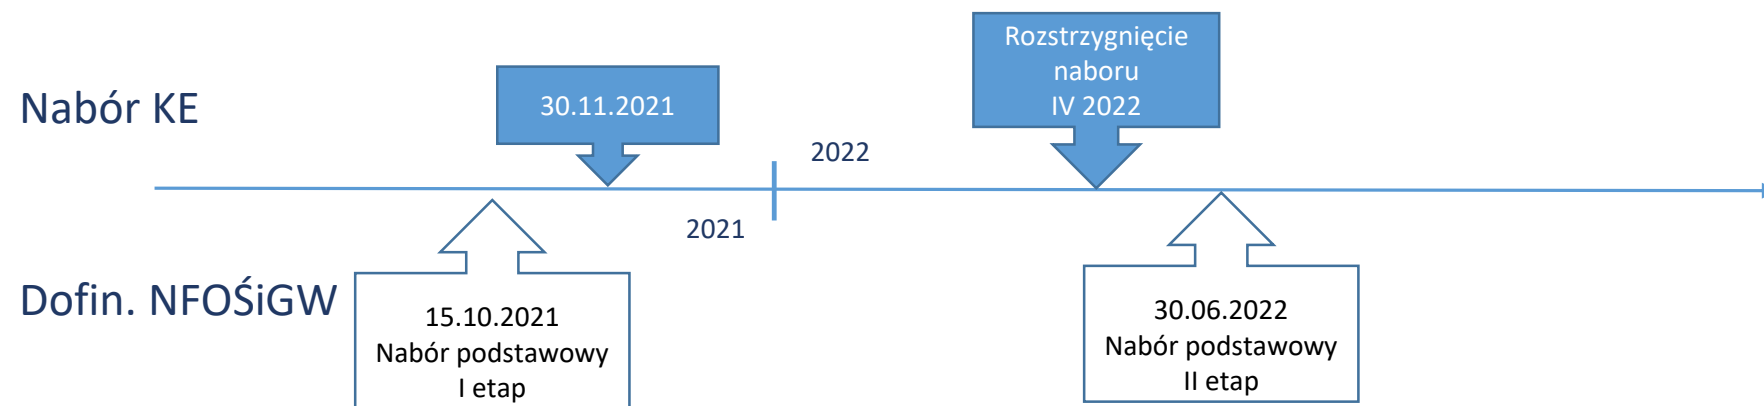 Rozstrzygnięcie
naboru
IV 2022
Nabór KE
30.11.2021
2022
2021
Dofin. NFOŚiGW
15.10.2021
Nabór podstawowy
I etap
30.06.2022
Nabór podstawowy
II etap